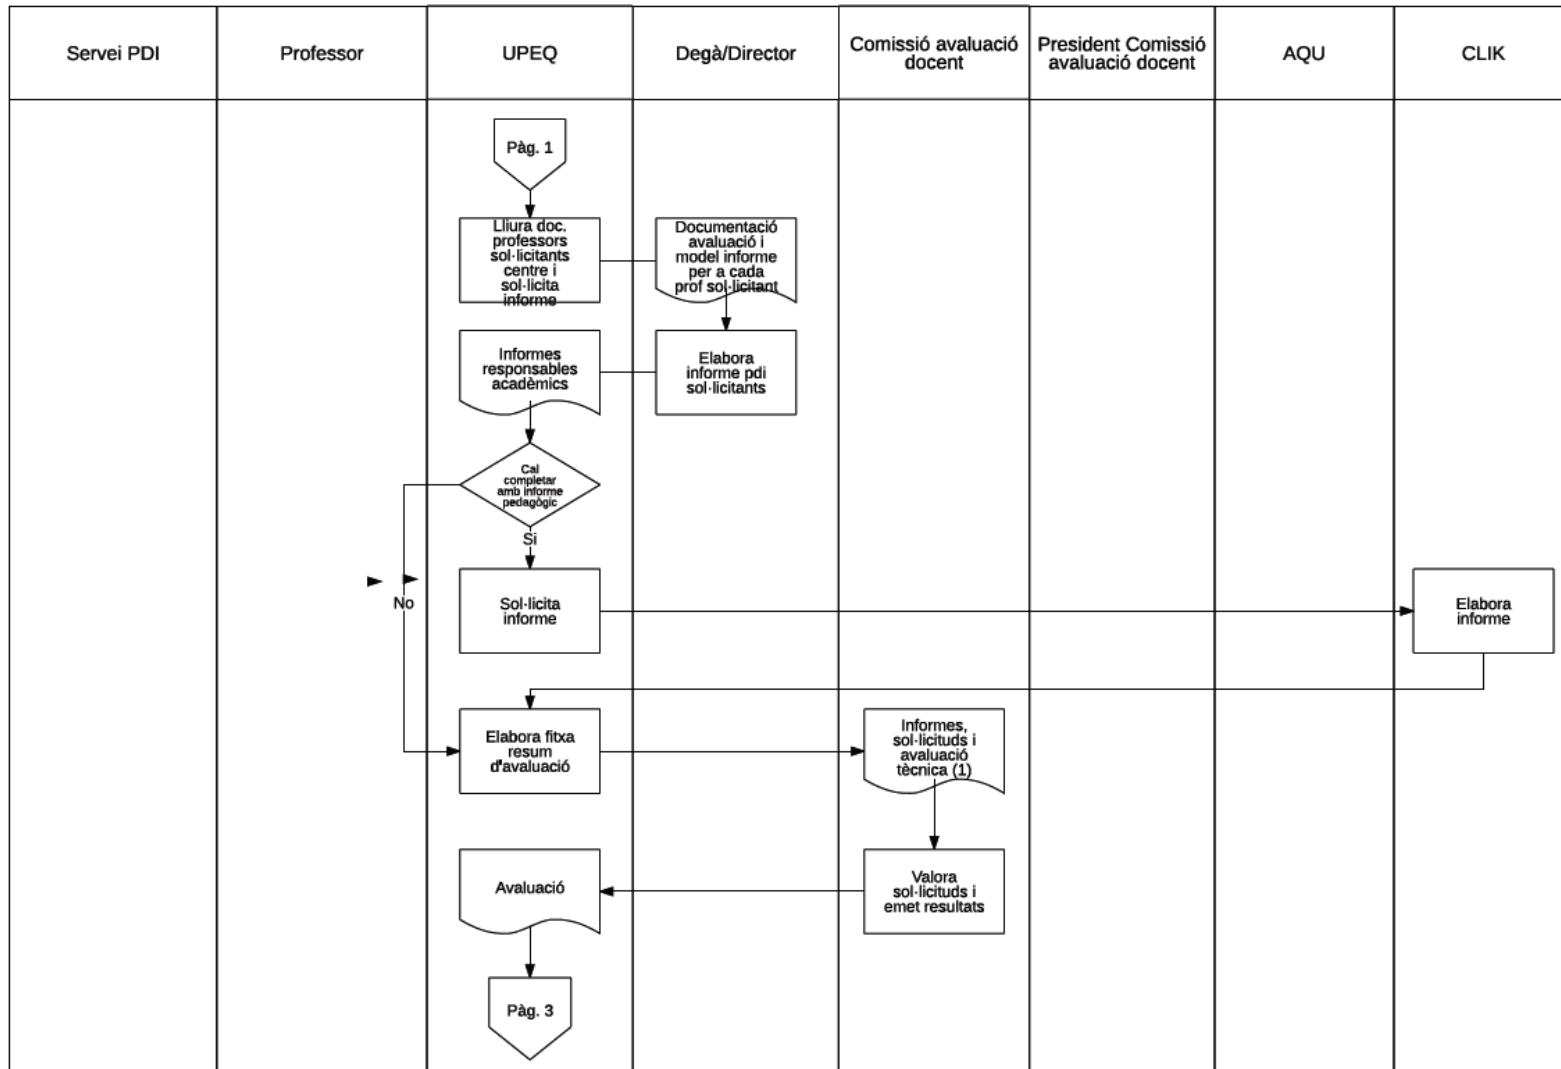 Servei PDI
Professor
UPEQ
Degà/Director
Comissió avaluació
docent
President Comissió
avaluació docent
AQU
CLIK
Pàg. 1
Lliura doc.
professors
sol·licitants
centre i
sol·licita
informe
Documentació
avaluació i
model informe
per a cada
prof sol·licitant
Informes
responsables
acadèmics
Elabora
informe pdi
sol·licitants
Cal
completar
amb informe
pedagògic
Si
No
Sol·licita
informe
Elabora
informe
Elabora fitxa
resum
d'avaluació
Informes,
sol·licituds i
avaluació
tècnica (1)
Avaluació
Valora
sol·licituds i
emet resultats
Pàg. 3